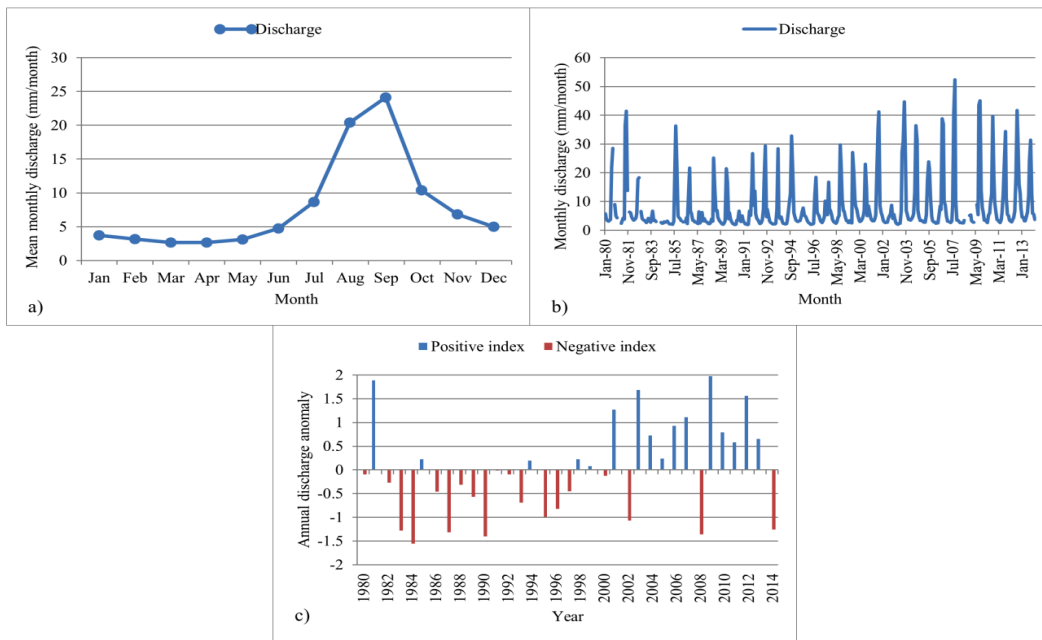 Discharge
Mean monthly discharge (mm/month)
30
25
20
15
10
5
0
Jan Feb Mar Apr May Jun Jul Aug Sep Oct Nov Dec
Month
a)
Discharge
Monthly discharge (mm/month)
60
50
40
30
20
10
0
Jan-80 Nov-81 Sep-83 Jul-85 May-87 Mar-89 Jan-91 Nov-92 Sep-94 Jul-96 May-98 Mar-00 Jan-02 Nov-03 Sep-05 Jul-07 May-09 Mar-11 Jan-13
Month
b)
Positive index Negative index
Annual discharge anomaly
2
1.5
1
0.5
0
-0.5
-1
-1.5
-2
1980 1982 1984 1986 1988 1990 1992 1994 1996 1998 2000 2002 2004 2006 2008 2010 2012 2014
Year
c)